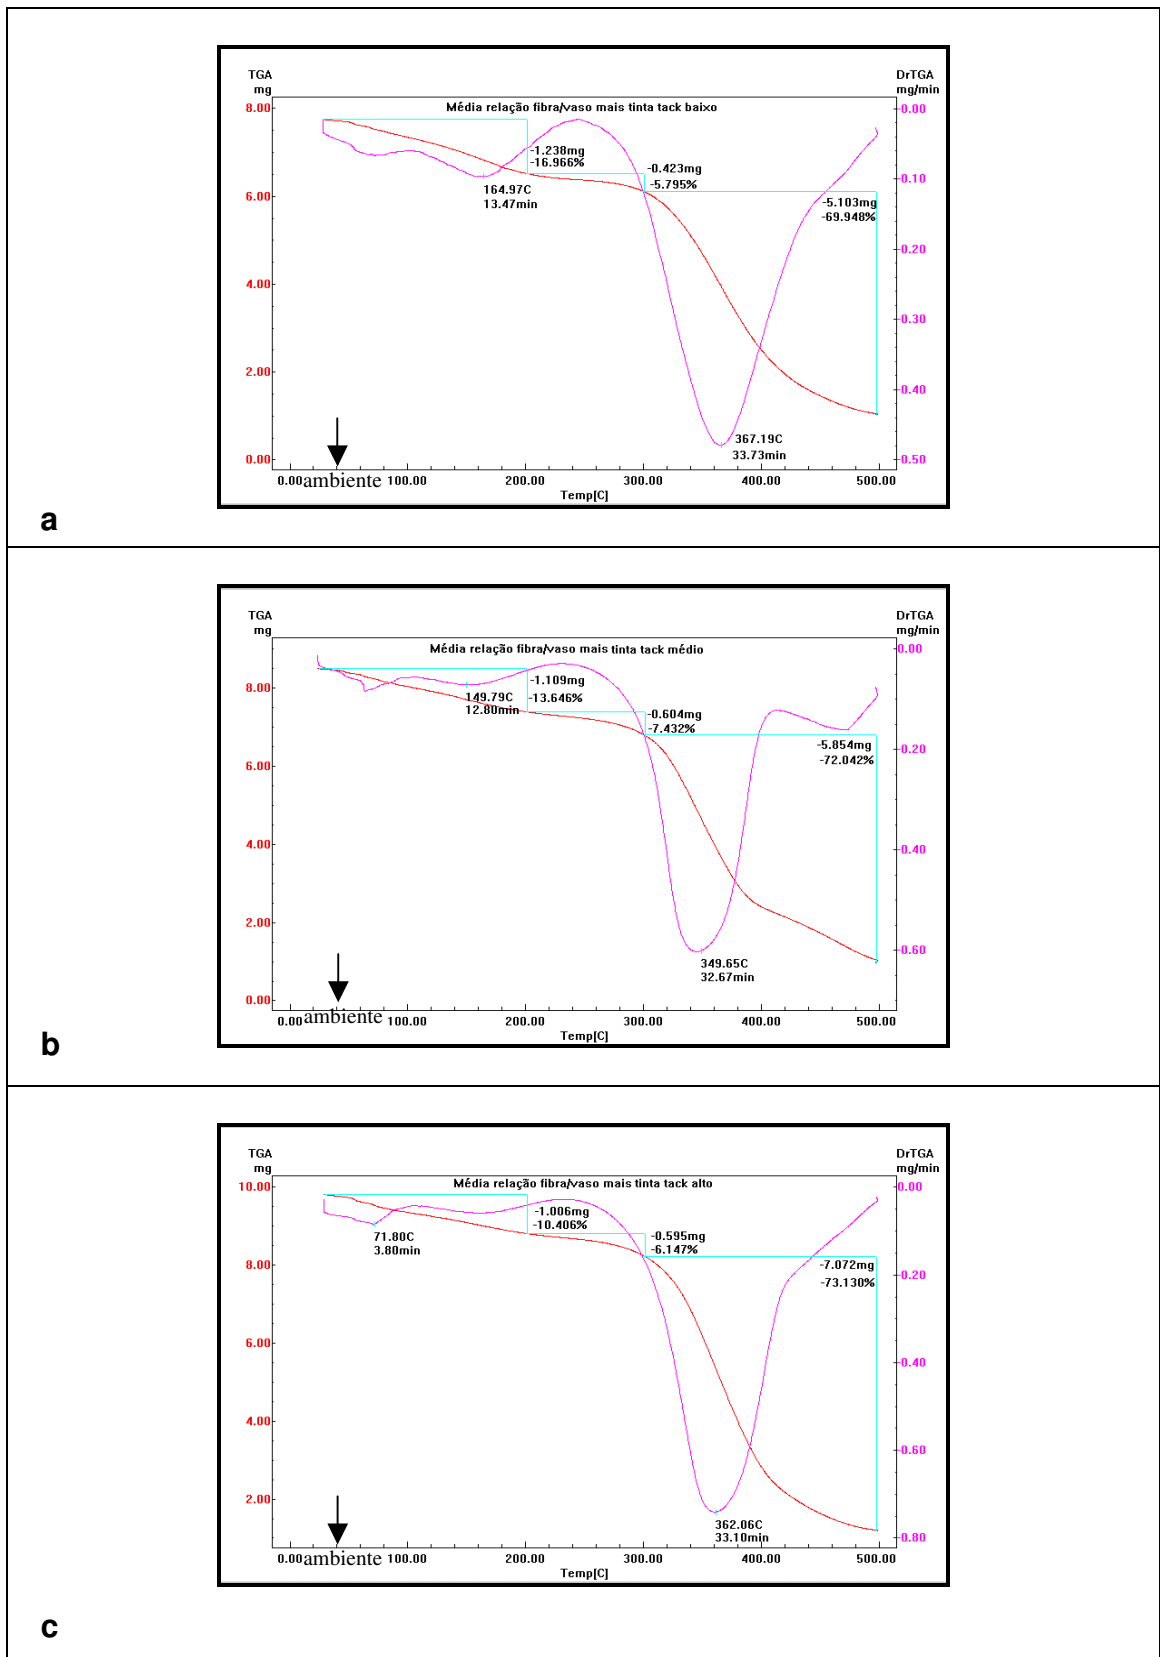 TGA
mg
DrTGA
mg/min
Média relação fibra/vaso mais tinta tack baixo
8.00
6.00
4.00
2.00
0.00
0.00
0.10
0.20
0.30
0.40
0.50
-1.238mg
-16.966%
-0.423mg
-5.795%
-5.103mg
-69.948%
164.97C
13.47min
367.19C
33.73min
0.00 ambiente 100.00 200.00 300.00 400.00 500.00
Temp[C]
a
TGA
mg
DrTGA
mg/min
Média relação fibra/vaso mais tinta tack médio
8.00
6.00
4.00
2.00
0.00
0.00
0.20
0.40
0.60
-1.109mg
-13.646%
-0.604mg
-7.432%
-5.854mg
-72.042%
149.79C
12.80min
349.65C
32.67min
0.00 ambiente 100.00 200.00 300.00 400.00 500.00
Temp[C]
b
TGA
mg
DrTGA
mg/min
Média relação fibra/vaso mais tinta tack alto
10.00
8.00
6.00
4.00
2.00
0.00
0.20
0.40
0.60
0.80
-1.006mg
-10.406%
-0.595mg
-6.147%
-7.072mg
-73.130%
71.80C
3.80min
362.06C
33.10min
0.00 ambiente 100.00 200.00 300.00 400.00 500.00
Temp[C]
c